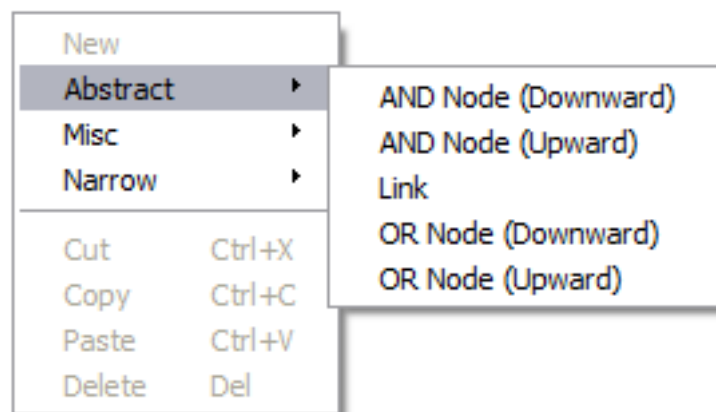 New
Abstract
Misc
Narrow
Cut Ctrl+X
Copy Ctrl+C
Paste Ctrl+V
Delete Del
AND Node (Downward)
AND Node (Upward)
Link
OR Node (Downward)
OR Node (Upward)